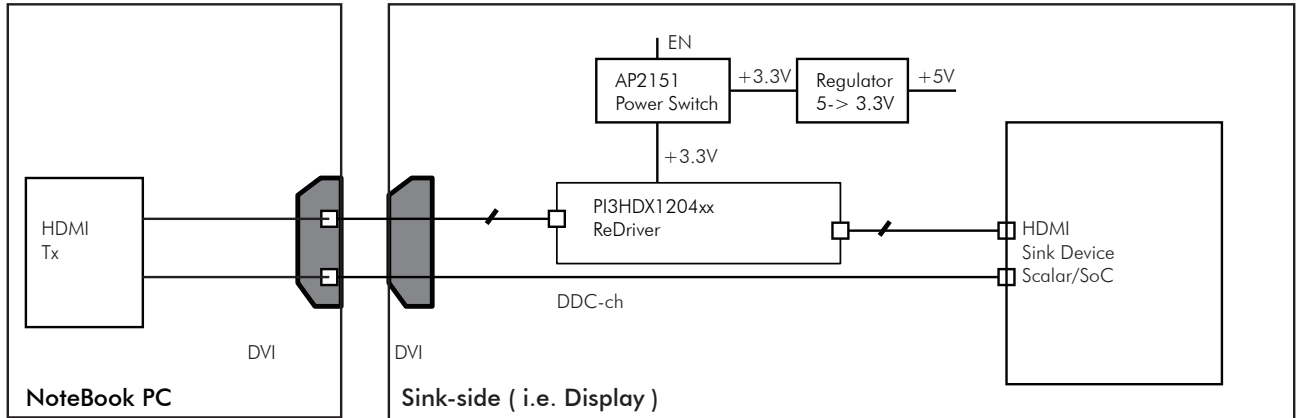 EN
AP2151
Power Switch
+3.3V
Regulator
5-> 3.3V
+5V
+3.3V
HDMI
Tx
PI3HDX1204xx
ReDriver
HDMI
Sink Device
Scalar/SoC
DDC-ch
DVI
DVI
NoteBook PC
Sink-side ( i.e. Display )